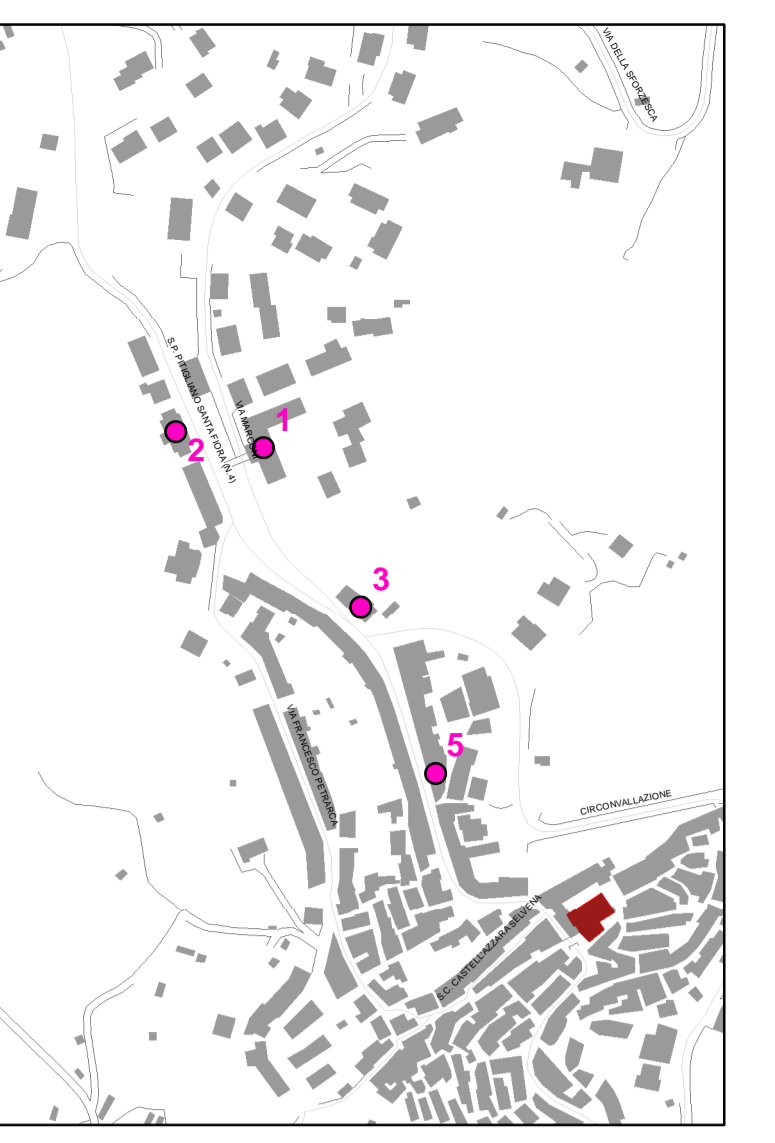 VIA DELLA SFORZESCA
S.P. PITIGLIANO SANTA FIORA (N.4)
VIA MARCONI
1
2
3
VIA FRANCESCO PETRARCA
5
CIRCONVALLAZIONE
S.C. CASTELL'AZZARA SELVENA